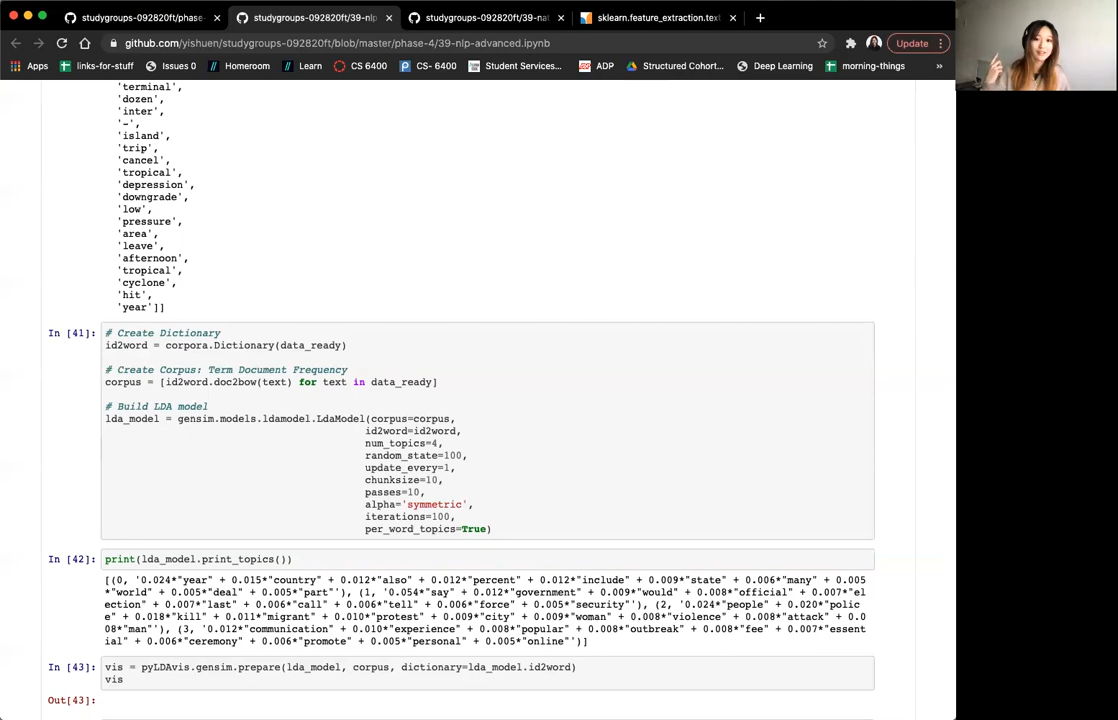 studygroups-092820ft/phase-
studygroups-092820ft/39-nlp
studygroups-092820ft/39-nat
sklearn.feature_extraction.text
github.com/yishuen/studygroups-092820ft/blob/master/phase-4/39-nlp-advanced.ipynb
Update
Apps
links-for-stuff
Issues 0
Homeroom
Learn
CS 6400
CS- 6400
Student Services...
ADP
Structured Cohort...
Deep Learning
morning-things
»
'terminal',
'dozen',
'inter',
'-',
'island',
'trip',
'cancel',
'tropical',
'depression',
'downgrade',
'low',
'pressure',
'area',
'leave',
'afternoon',
'tropical',
'cyclone',
'hit',
'year']]
In [41]:
# Create Dictionary
id2word = corpora.Dictionary(data_ready)
# Create Corpus: Term Document Frequency
corpus = [id2word.doc2bow(text) for text in data_ready]
# Build LDA model
lda_model = gensim.models.ldamodel.LdaModel(corpus=corpus,
id2word=id2word,
num_topics=4,
random_state=100,
update_every=1,
chunksize=10,
passes=10,
alpha='symmetric',
iterations=100,
per_word_topics=True)
In [42]:
print(lda_model.print_topics())
[(0, '0.024*"year" + 0.015*"country" + 0.012*"also" + 0.012*"percent" + 0.012*"include" + 0.009*"state" + 0.006*"many" + 0.005
*"world" + 0.005*"deal" + 0.005*"part"'), (1, '0.054*"say" + 0.012*"government" + 0.009*"would" + 0.008*"official" + 0.007*"el
ection" + 0.007*"last" + 0.006*"call" + 0.006*"tell" + 0.006*"force" + 0.005*"security"'), (2, '0.024*"people" + 0.020*"polic
e" + 0.018*"kill" + 0.011*"migrant" + 0.010*"protest" + 0.009*"city" + 0.009*"woman" + 0.008*"violence" + 0.008*"attack" + 0.0
08*"man"'), (3, '0.012*"communication" + 0.010*"experience" + 0.008*"popular" + 0.008*"outbreak" + 0.008*"fee" + 0.007*"essent
ial" + 0.006*"ceremony" + 0.006*"promote" + 0.005*"personal" + 0.005*"online"')]
In [43]:
vis = pyLDAvis.gensim.prepare(lda_model, corpus, dictionary=lda_model.id2word)
vis
Out[43]: